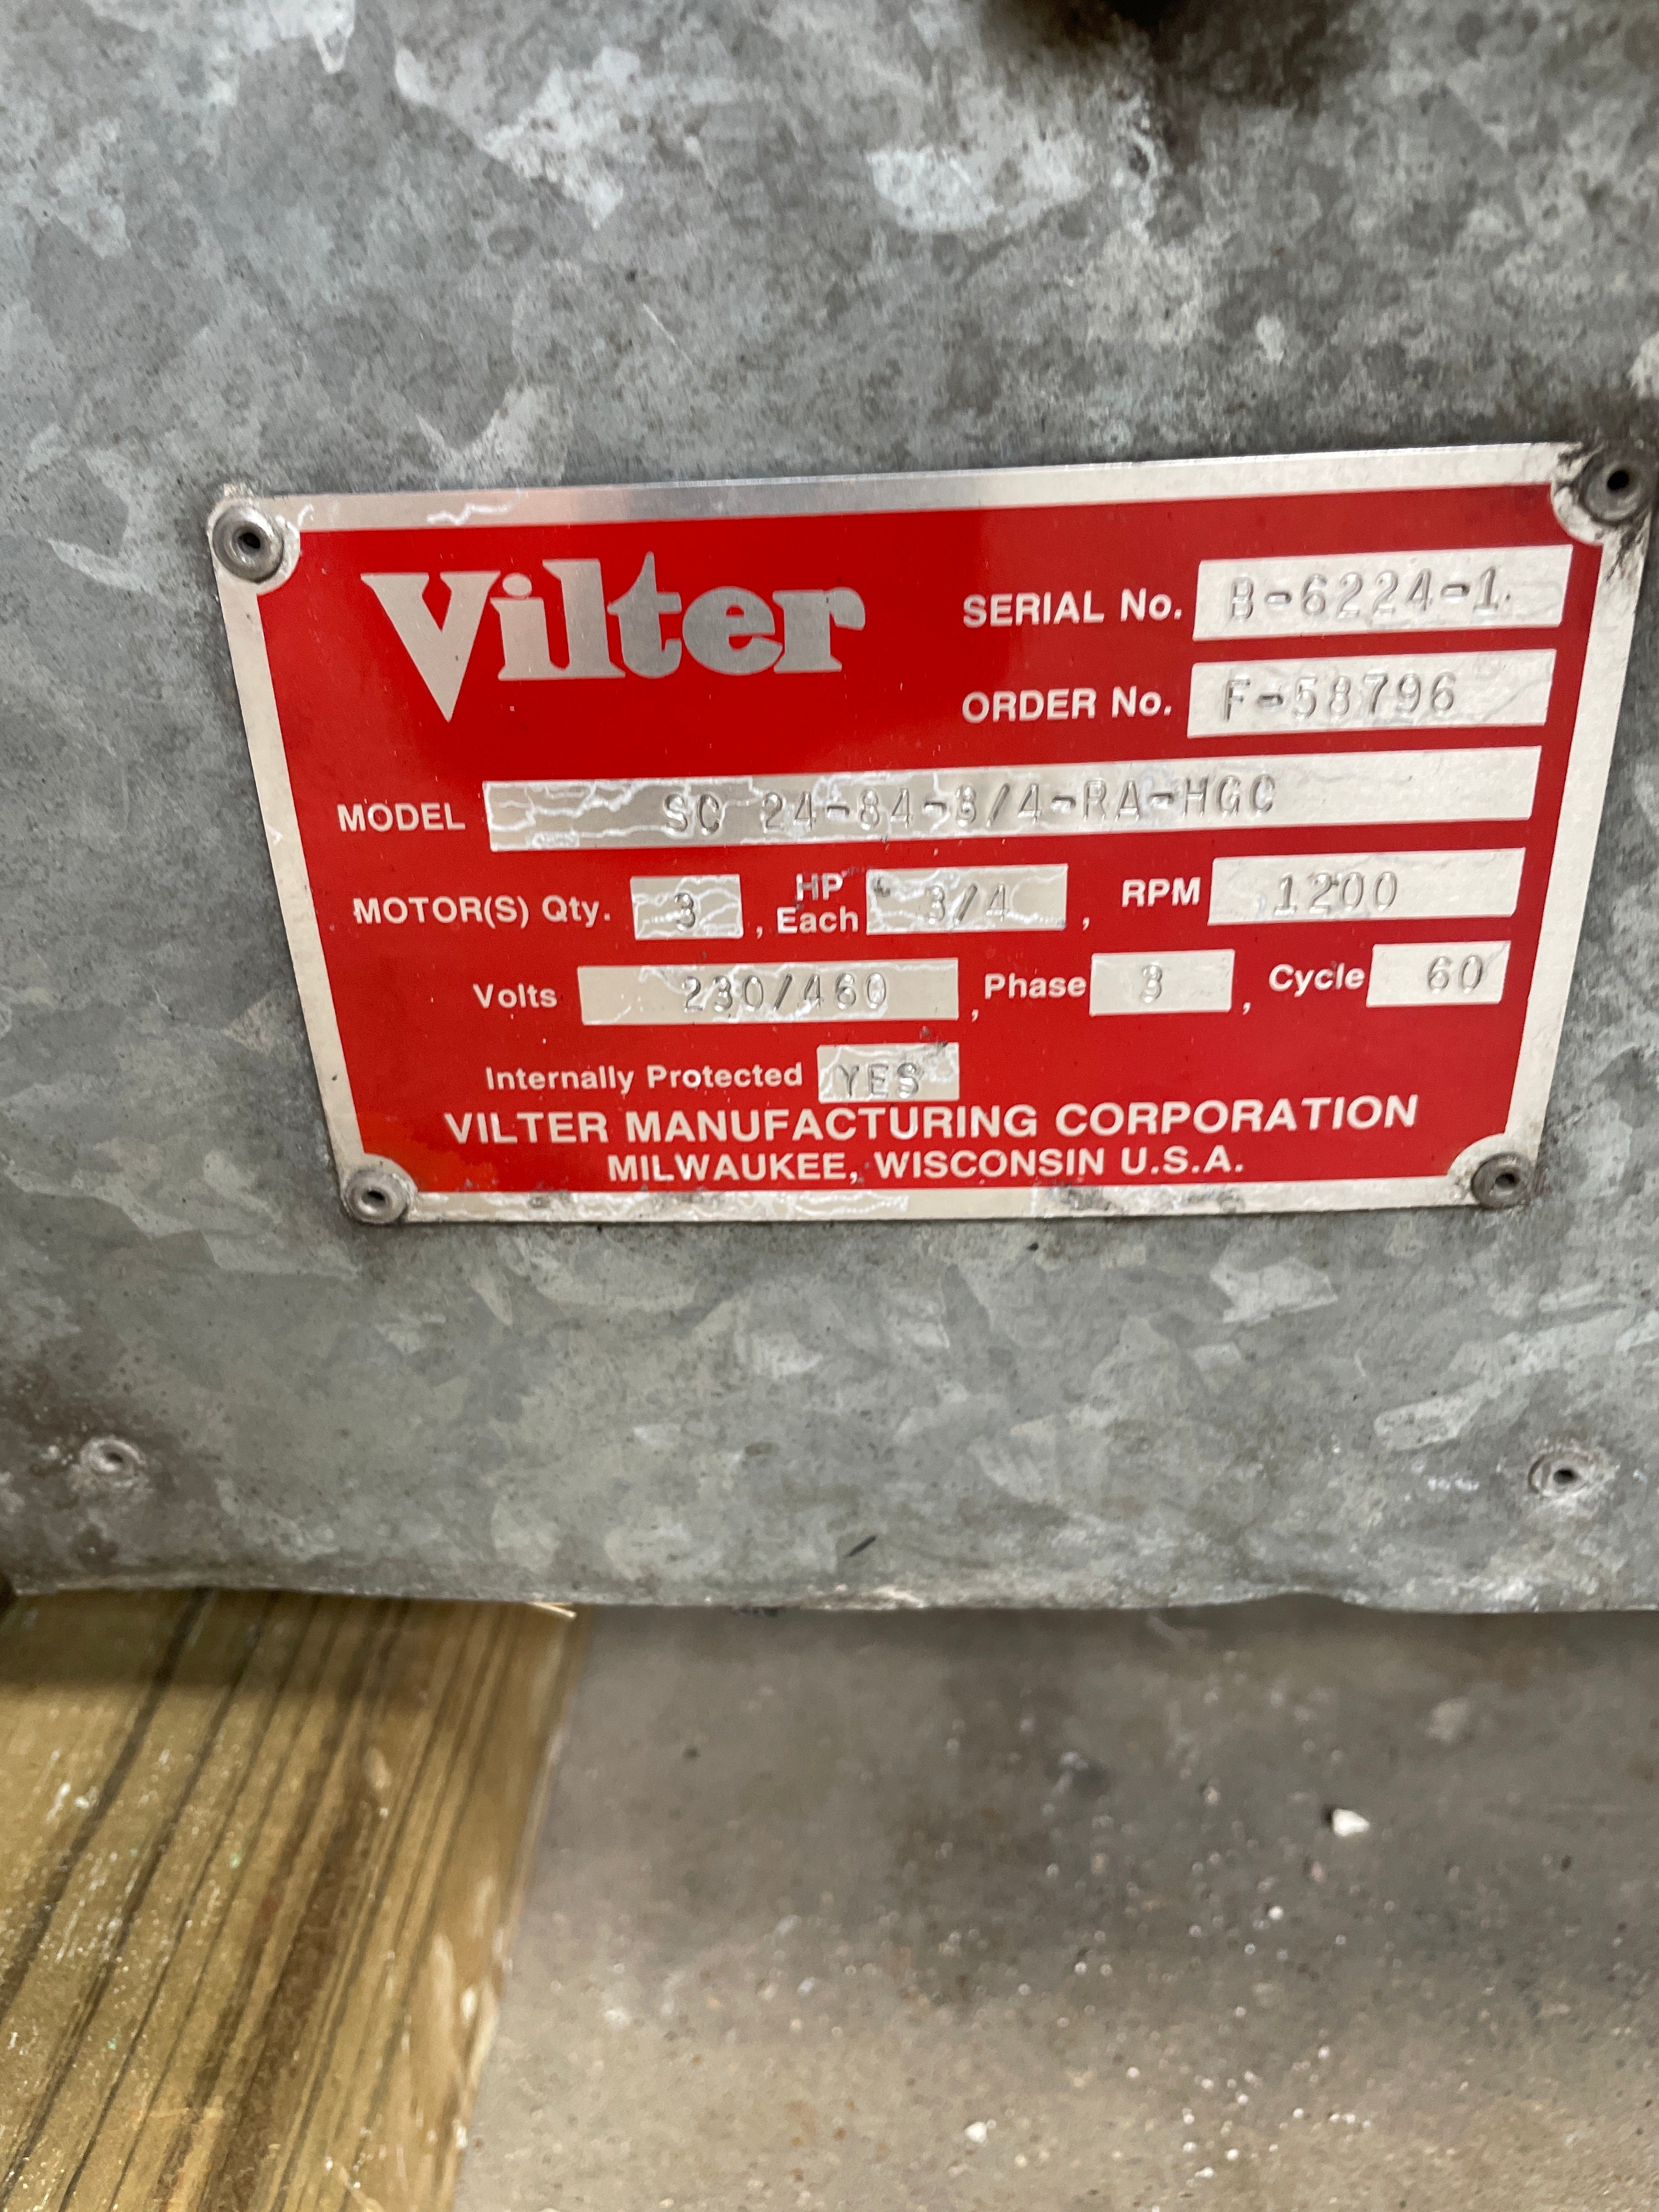 Vilter
SERIAL No. B-6224-1
ORDER No. F-58796
MODEL SC 24-84-3/4-RA-HGC
MOTOR(S) Qty. 3, HP Each 3/4, RPM 1200
Volts 230/460, Phase 3, Cycle 60
Internally Protected YES
VILTER MANUFACTURING CORPORATION
MILWAUKEE, WISCONSIN U.S.A.